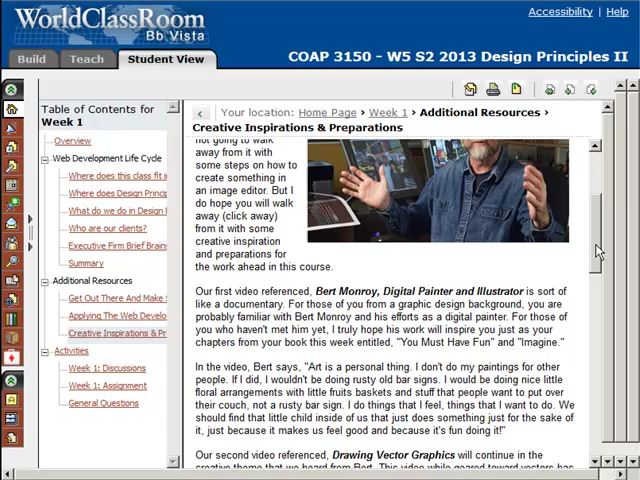 WorldClassRoom
Bb Vista
Accessibility | Help
COAP 3150 - W5 S2 2013 Design Principles II
Build
Teach
Student View
Table of Contents for
Week 1
Overview
Web Development Life Cycle
Where does this class fit i
Where does Design Princip
What do we do in Design
Who are our clients?
Executive Firm Brief Brain
Summary
Additional Resources
Get Out There And Make
Applying The Web Develo
Creative Inspirations & Pr
Activities
Week 1: Discussions
Week 1: Assignment
General Questions
‹ Your location: Home Page › Week 1 › Additional Resources ›
Creative Inspirations & Preparations
not going to walk
away from it with
some steps on how to
create something in
an image editor. But I
do hope you will walk
away (click away)
from it with some
creative inspiration
and preparations for
the work ahead in this course.
Our first video referenced, Bert Monroy, Digital Painter and Illustrator is sort of
like a documentary. For those of you from a graphic design background, you are
probably familiar with Bert Monroy and his efforts as a digital painter. For those of
you who haven't met him yet, I truly hope his work will inspire you just as your
chapters from your book this week entitled, "You Must Have Fun" and "Imagine."
In the video, Bert says, "Art is a personal thing. I don't do my paintings for other
people. If I did, I wouldn't be doing rusty old bar signs. I would be doing nice little
floral arrangements with little fruits baskets and stuff that people want to put over
their couch, not a rusty bar sign. I do things that I feel, things that I want to do. We
should find that little child inside of us that just does something just for the sake of
it, just because it makes us feel good and because it's fun doing it!"
Our second video referenced, Drawing Vector Graphics will continue in the
creative theme that we heard from Bert. This video while geared toward vectors has